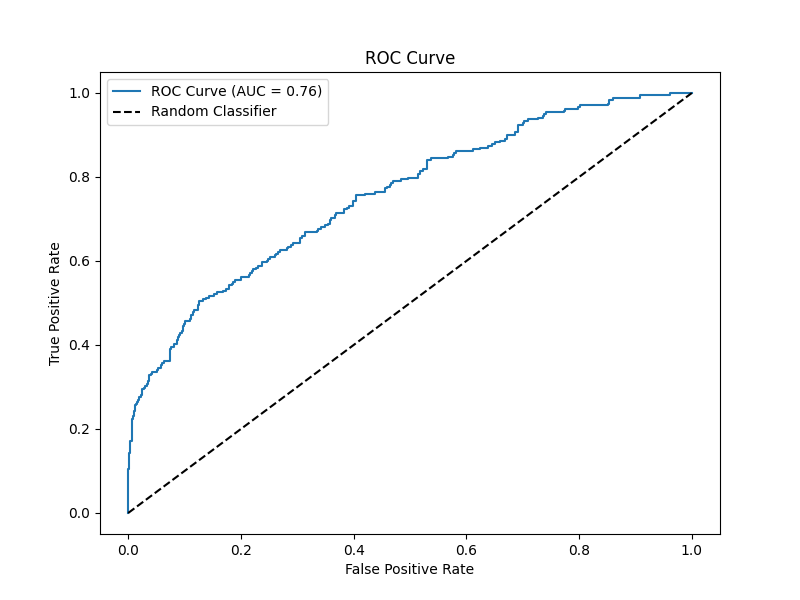 ROC Curve
ROC Curve (AUC = 0.76)
Random Classifier
True Positive Rate
1.0
0.8
0.6
0.4
0.2
0.0
0.0 0.2 0.4 0.6 0.8 1.0
False Positive Rate